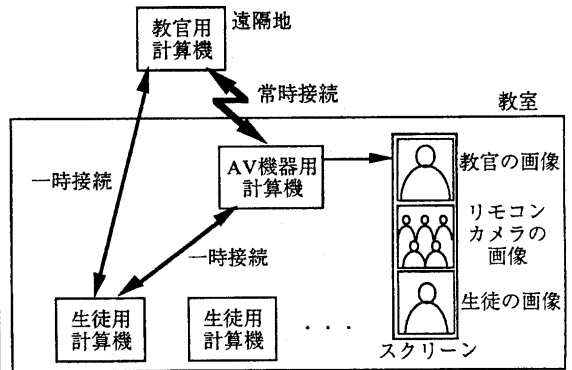 教官用
計算機
遠隔地
常時接続
教室
一時接続
AV機器用
計算機
教官の画像
リモコン
カメラの
画像
一時接続
生徒用
計算機
生徒用
計算機
...
生徒の画像
スクリーン